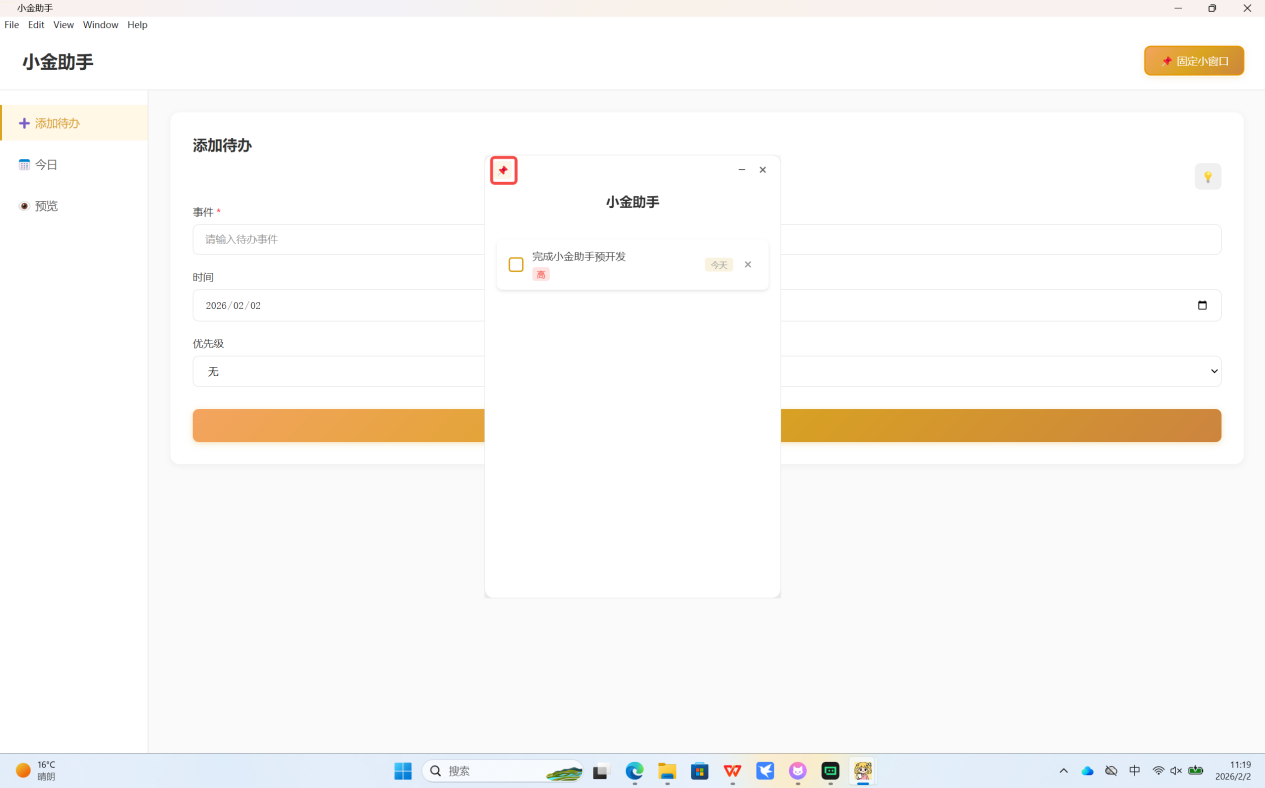 小金助手
File Edit View Window Help
小金助手
📌 固定小窗口
添加待办
今日
预览
添加待办
事件 *
请输入待办事件
时间
2026/02/02
优先级
无
小金助手
完成小金助手预开发
高
今天
16°C
晴朗
搜索
中
11:19
2026/2/2